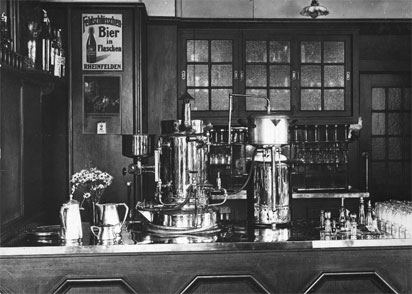 Feldschlösschen
Bier
in
Flaschen
RHEINFELDEN